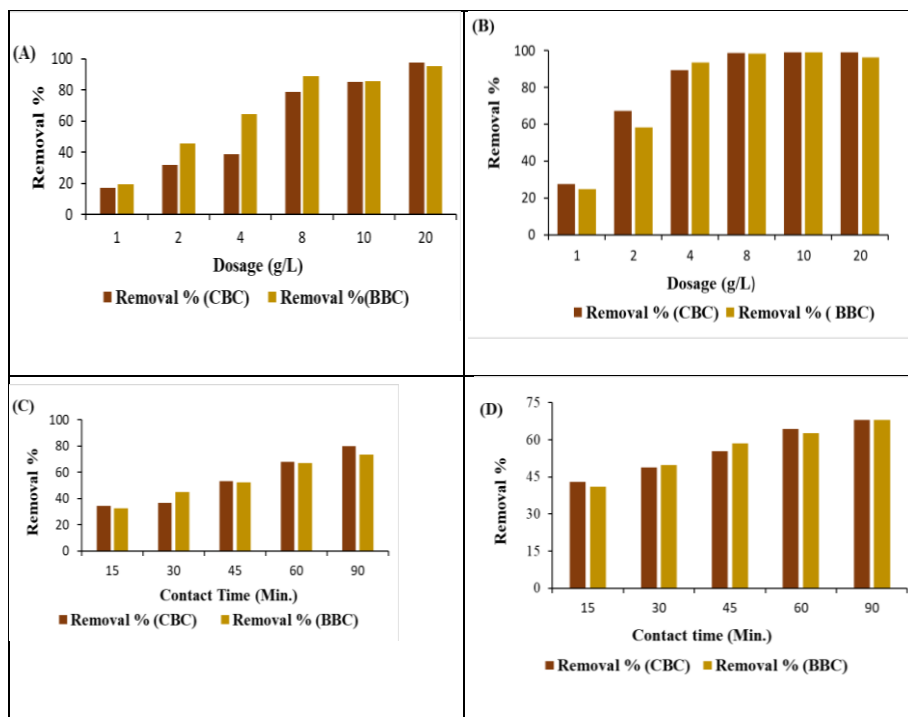 (A)
100
80
60
40
20
0
Removal %
1 2 4 8 10 20
Dosage (g/L)
Removal % (CBC) Removal %(BBC)
(B)
100
80
60
40
20
0
Removal %
1 2 4 8 10 20
Dosage (g/L)
Removal % (CBC) Removal % ( BBC)
(C)
100
80
60
40
20
0
Removal %
15 30 45 60 90
Contact Time (Min.)
Removal % (CBC) Removal % (BBC)
(D)
75
60
45
30
15
0
Removal %
15 30 45 60 90
Contact time (Min.)
Removal % (CBC) Removal % (BBC)